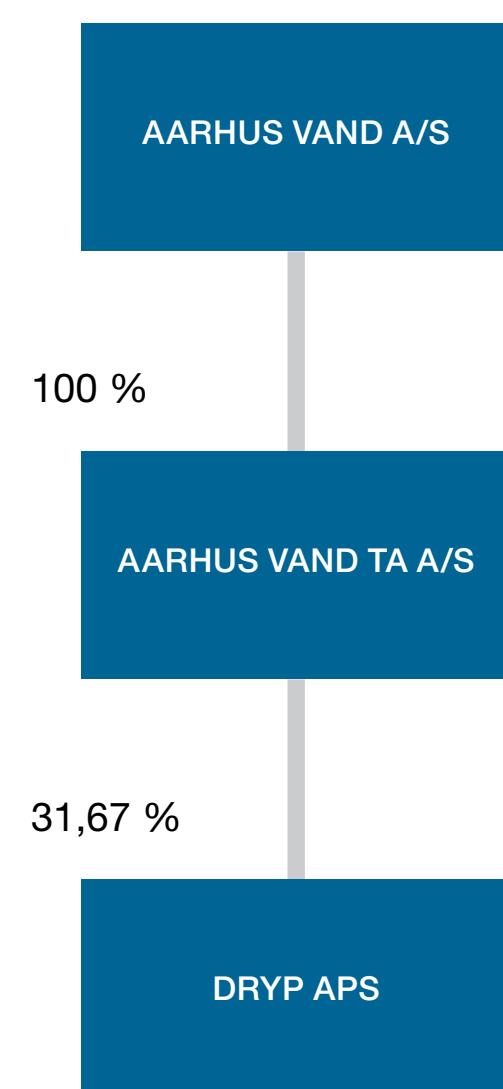 AARHUS VAND A/S
100 %
AARHUS VAND TA A/S
31,67 %
DRYP APS